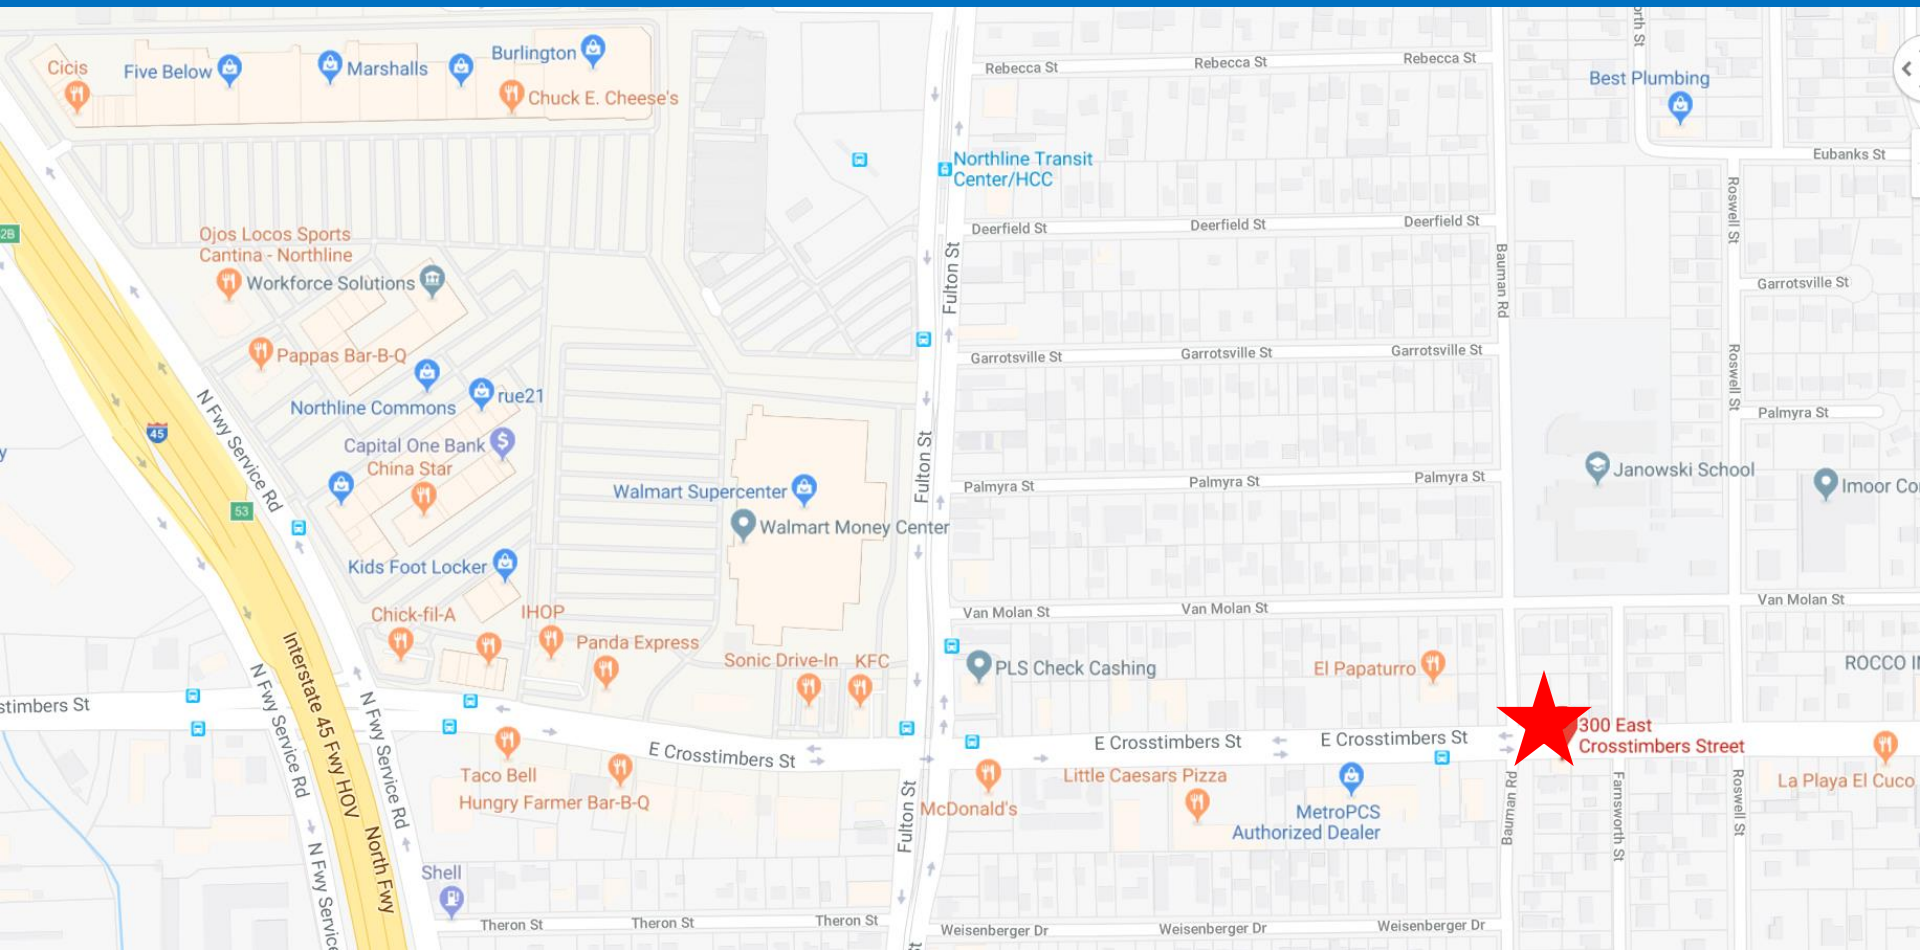 Rebecca St
Rebecca St
Rebecca St
Burlington
Cicis
Five Below
Marshalls
Chuck E. Cheese's
Best Plumbing
Northline Transit
Center/HCC
Eubanks St
Roswell St
Deerfield St
Deerfield St
Deerfield St
2B
Ojos Locos Sports
Cantina - Northline
Workforce Solutions
Fulton St
Bauman Rd
Garrotsville St
Pappas Bar-B-Q
Garrotsville St
Garrotsville St
Garrotsville St
Roswell St
rue21
Northline Commons
N Fwy Service Rd
45
Palmyra St
Capital One Bank
China Star
Fulton St
Janowski School
Imoor Co
Palmyra St
Palmyra St
Palmyra St
Walmart Supercenter
Walmart Money Center
53
Kids Foot Locker
Van Molan St
Van Molan St
Van Molan St
Chick-fil-A
IHOP
Panda Express
Sonic Drive-In
KFC
PLS Check Cashing
El Papaturro
ROCCO I
Interstate 45 Fwy HOV
N Fwy Service Rd
N Fwy Service Rd
stimbers St
300 East
Crosstimbers Street
E Crosstimbers St
E Crosstimbers St
E Crosstimbers St
Taco Bell
Hungry Farmer Bar-B-Q
McDonald's
Little Caesars Pizza
MetroPCS
Authorized Dealer
La Playa El Cuco
Fulton St
Bauman Rd
Farnsworth St
Roswell St
North Fwy
N Fwy Service
Shell
Theron St
Theron St
Theron St
Weisenberger Dr
Weisenberger Dr
Weisenberger Dr